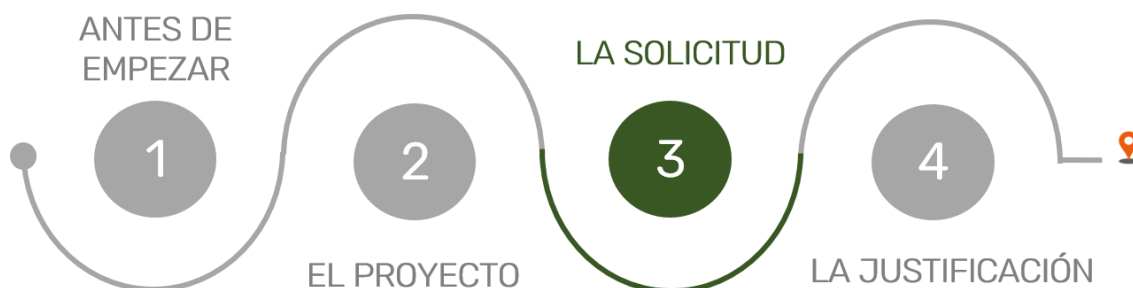 ANTES DE
EMPEZAR
1
2
EL PROYECTO
LA SOLICITUD
3
4
LA JUSTIFICACIÓN